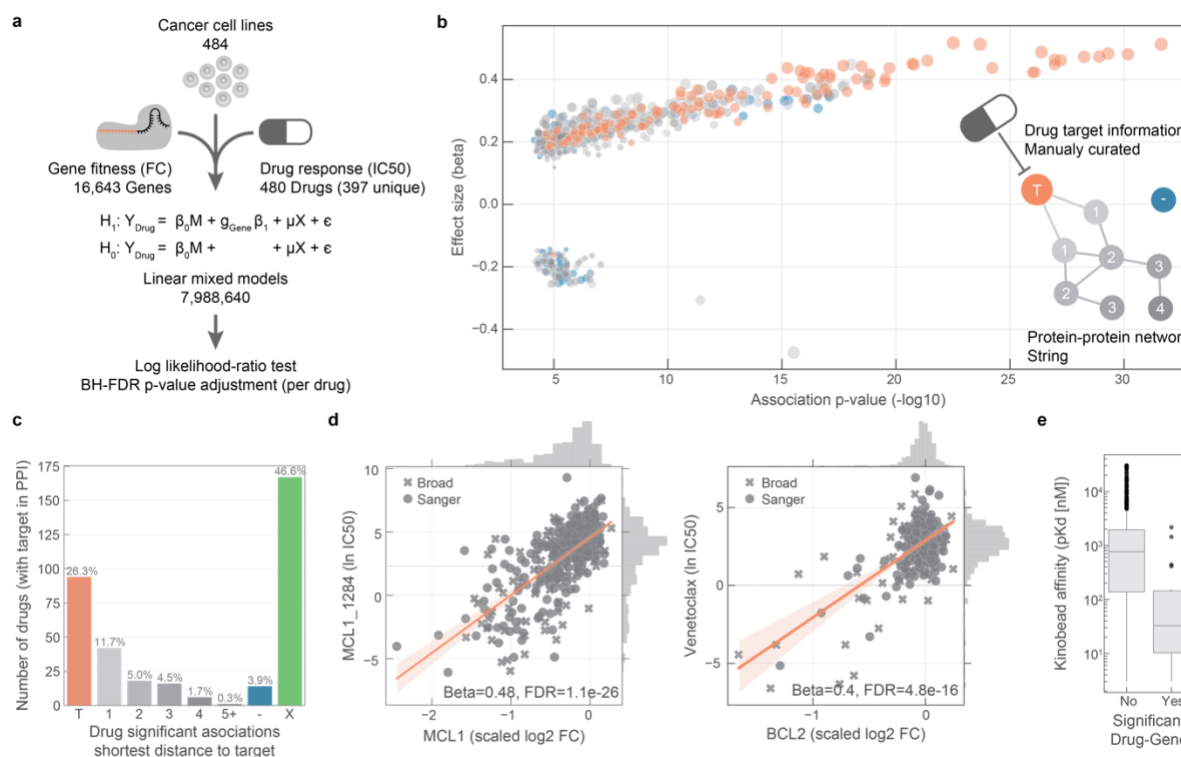 a
Cancer cell lines
484
Gene fitness (FC)
16,643 Genes
Drug response (IC50)
480 Drugs (397 unique)
H1: YDrug = β0M + gGene β1 + μX + ϵ
H0: YDrug = β0M + + μX + ϵ
Linear mixed models
7,988,640
Log likelihood-ratio test
BH-FDR p-value adjustment (per drug)
b
Effect size (beta)
0.4
0.2
0.0
−0.2
−0.4
5
10
15
20
25
30
Association p-value (-log10)
Drug target information
Manualy curated
T
-
1
1
2
3
2
3
4
Protein-protein networ
String
c
Number of drugs (with target in PPI)
175
150
125
100
75
50
25
0
26.3%
11.7%
5.0%
4.5%
1.7%
0.3%
3.9%
46.6%
T
1
2
3
4
5+
-
X
Drug significant asociations
shortest distance to target
d
MCL1_1284 (ln IC50)
10
5
0
−5
Broad
Sanger
Beta=0.48, FDR=1.1e-26
−2
−1
0
MCL1 (scaled log2 FC)
Venetoclax (ln IC50)
5
0
−5
Broad
Sanger
Beta=0.4, FDR=4.8e-16
−1
0
BCL2 (scaled log2 FC)
e
Kinobead affinity (pKd [nM])
10⁴
10³
10²
10¹
No
Yes
Significan
Drug-Gene